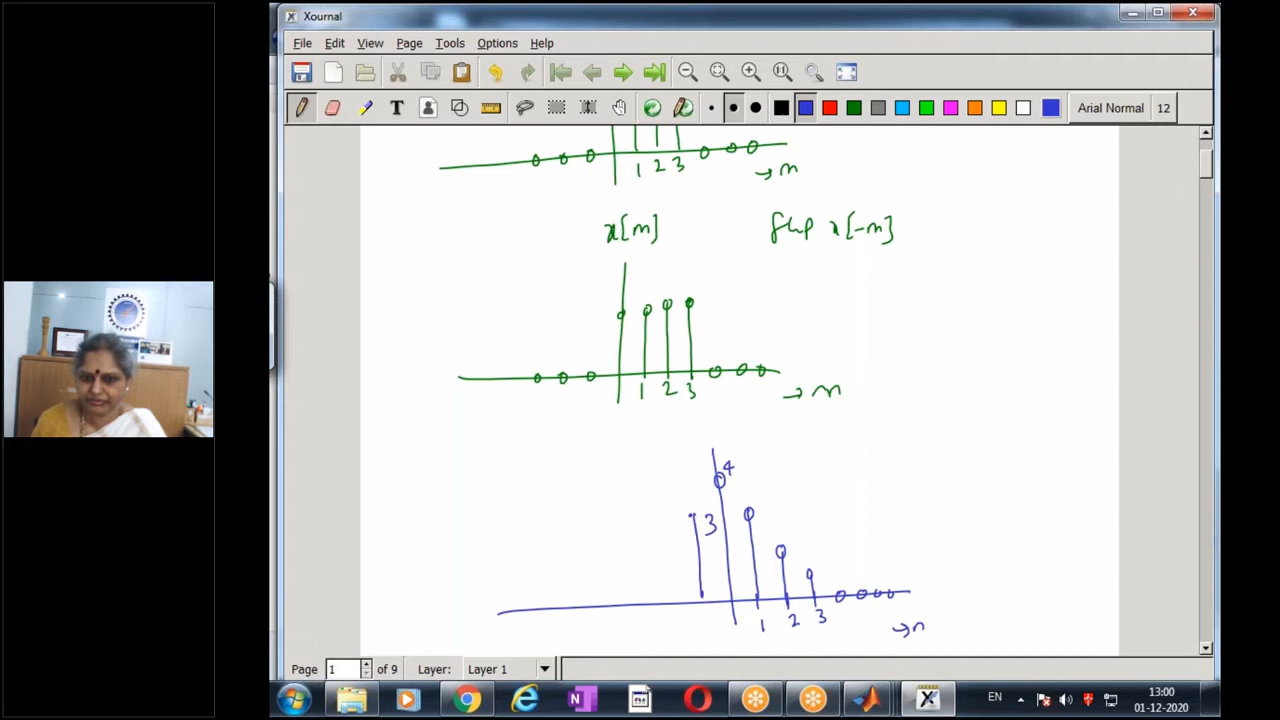 Xournal
File Edit View Page Tools Options Help
Arial Normal 12
1 2 3 → n
x[n] flip x[-n]
1 2 3 → n
4
3
1 2 3 → n
Page 1 of 9 Layer: Layer 1
EN 13:00
01-12-2020